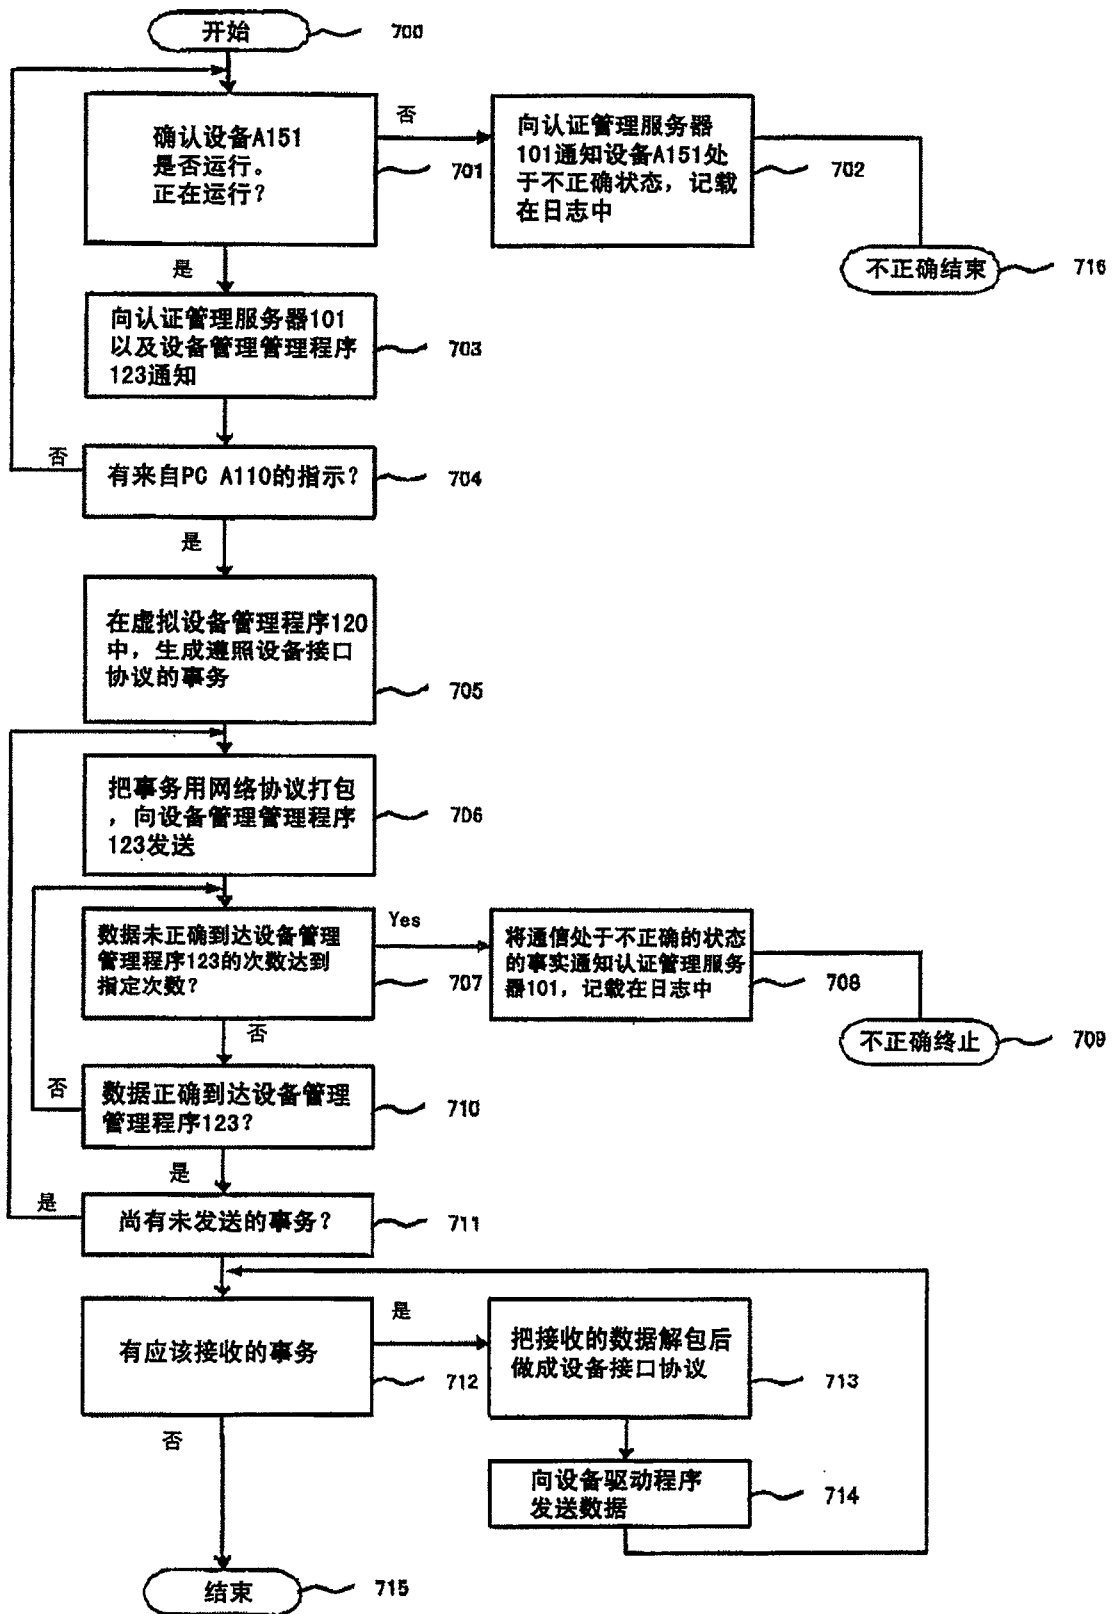 开始
700
确认设备A151
是否运行。
正在运行?
701
否
向认证管理服务器
101通知设备A151处
于不正确状态，记载
在日志中
702
不正确结束
716
是
向认证管理服务器101
以及设备管理管理程序
123通知
703
否
有来自PC A110的指示?
704
是
在虚拟设备管理程序120
中，生成遵照设备接口
协议的事务
705
把事务用网络协议打包
，向设备管理管理程序
123发送
706
数据未正确到达设备管理
管理程序123的次数达到
指定次数?
707
Yes
将通信处于不正确的状态
的事实通知认证管理服务
器101，记载在日志中
708
不正确终止
709
否
否
数据正确到达设备管理
管理程序123?
710
是
是
尚有未发送的事务?
711
有应该接收的事务
712
是
把接收的数据解包后
做成设备接口协议
713
否
向设备驱动程序
发送数据
714
结束
715